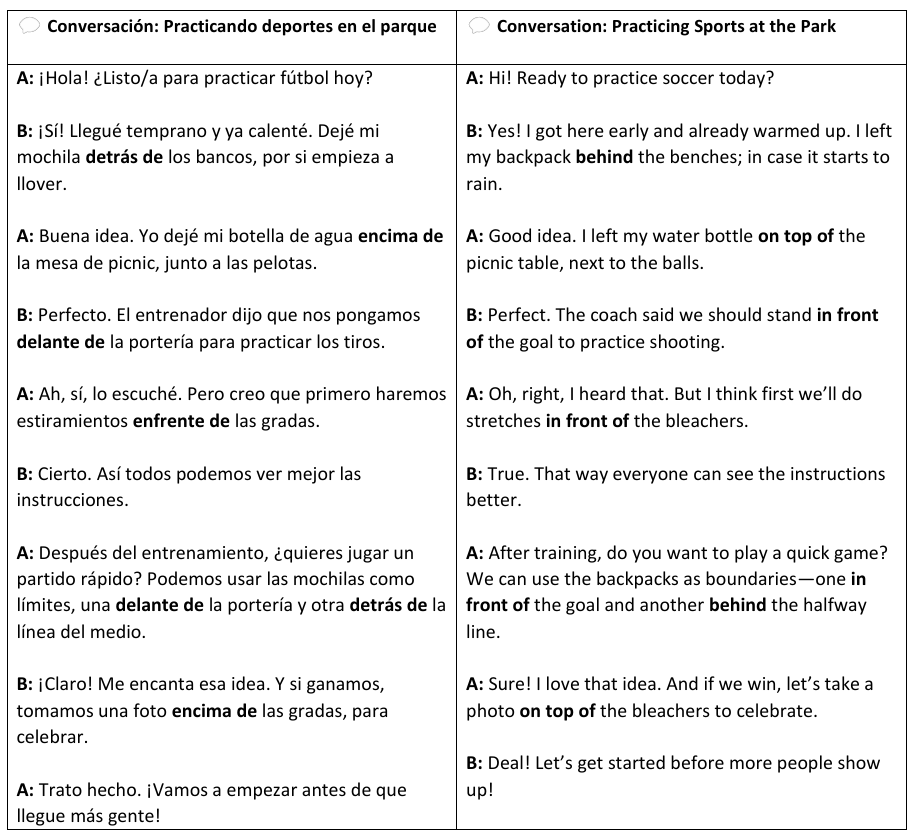 Conversación: Practicando deportes en el parque
A: ¡Hola! ¿Listo/a para practicar fútbol hoy?
B: ¡Sí! Llegué temprano y ya calenté. Dejé mi
mochila detrás de los bancos, por si empieza a
llover.
A: Buena idea. Yo dejé mi botella de agua encima de
la mesa de picnic, junto a las pelotas.
B: Perfecto. El entrenador dijo que nos pongamos
delante de la portería para practicar los tiros.
A: Ah, sí, lo escuché. Pero creo que primero haremos
estiramientos enfrente de las gradas.
B: Cierto. Así todos podemos ver mejor las
instrucciones.
A: Después del entrenamiento, ¿quieres jugar un
partido rápido? Podemos usar las mochilas como
límites, una delante de la portería y otra detrás de la
línea del medio.
B: ¡Claro! Me encanta esa idea. Y si ganamos,
tomamos una foto encima de las gradas, para
celebrar.
A: Trato hecho. ¡Vamos a empezar antes de que
llegue más gente!
Conversation: Practicing Sports at the Park
A: Hi! Ready to practice soccer today?
B: Yes! I got here early and already warmed up. I left
my backpack behind the benches; in case it starts to
rain.
A: Good idea. I left my water bottle on top of the
picnic table, next to the balls.
B: Perfect. The coach said we should stand in front
of the goal to practice shooting.
A: Oh, right, I heard that. But I think first we’ll do
stretches in front of the bleachers.
B: True. That way everyone can see the instructions
better.
A: After training, do you want to play a quick game?
We can use the backpacks as boundaries—one in
front of the goal and another behind the halfway
line.
A: Sure! I love that idea. And if we win, let’s take a
photo on top of the bleachers to celebrate.
B: Deal! Let’s get started before more people show
up!